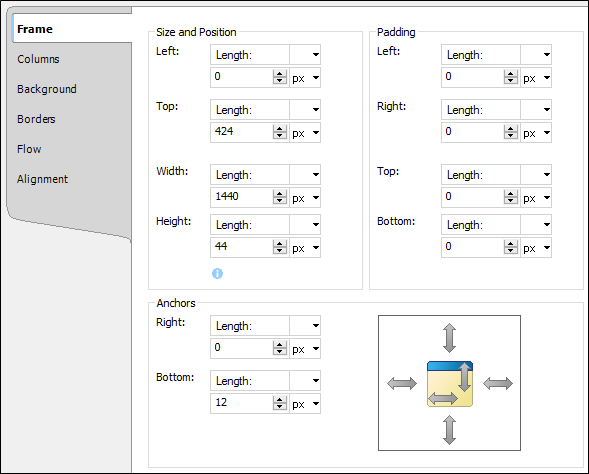 Frame
Columns
Background
Borders
Flow
Alignment
Size and Position
Left: Length:
0 px
Top: Length:
424 px
Width: Length:
1440 px
Height: Length:
44 px
Padding
Left: Length:
0 px
Right: Length:
0 px
Top: Length:
0 px
Bottom: Length:
0 px
Anchors
Right: Length:
0 px
Bottom: Length:
12 px